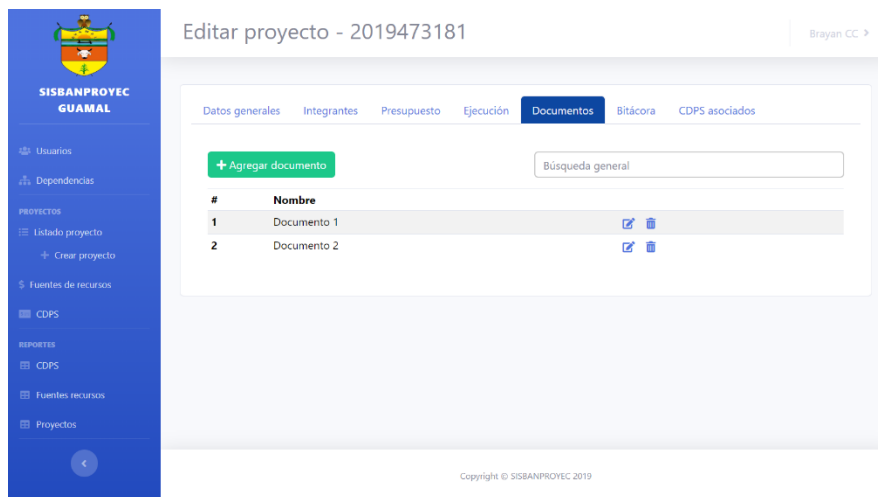 SISBANPROYEC
GUAMAL
Usuarios
Dependencias
PROYECTOS
Listado proyecto
+ Crear proyecto
$ Fuentes de recursos
CDPS
REPORTES
CDPS
Fuentes recursos
Proyectos
Editar proyecto - 2019473181
Brayan CC
Datos generales Integrantes Presupuesto Ejecución Documentos Bitácora CDPS asociados
+ Agregar documento
Búsqueda general
# Nombre
1 Documento 1
2 Documento 2
Copyright © SISBANPROYEC 2019